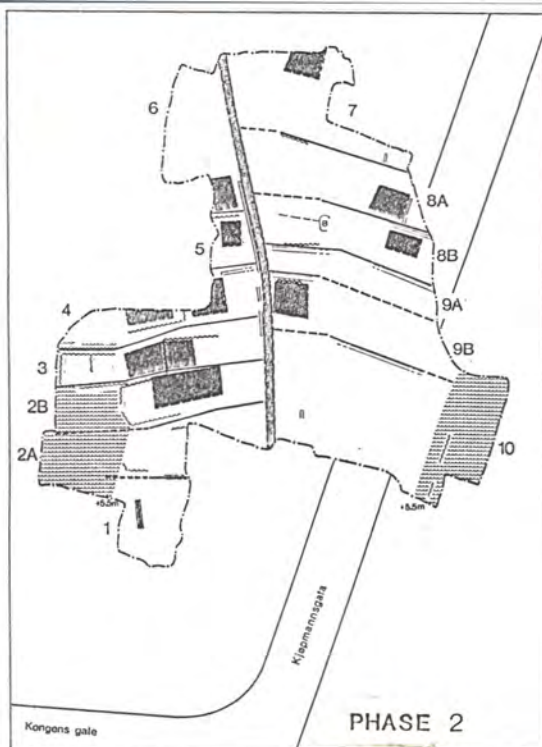 6
7
8A
5
8B
9A
4
9B
3
2B
10
2A
+5.5m
+5.5m
1
Kjøpmannsgata
PHASE 2
Kongens gate